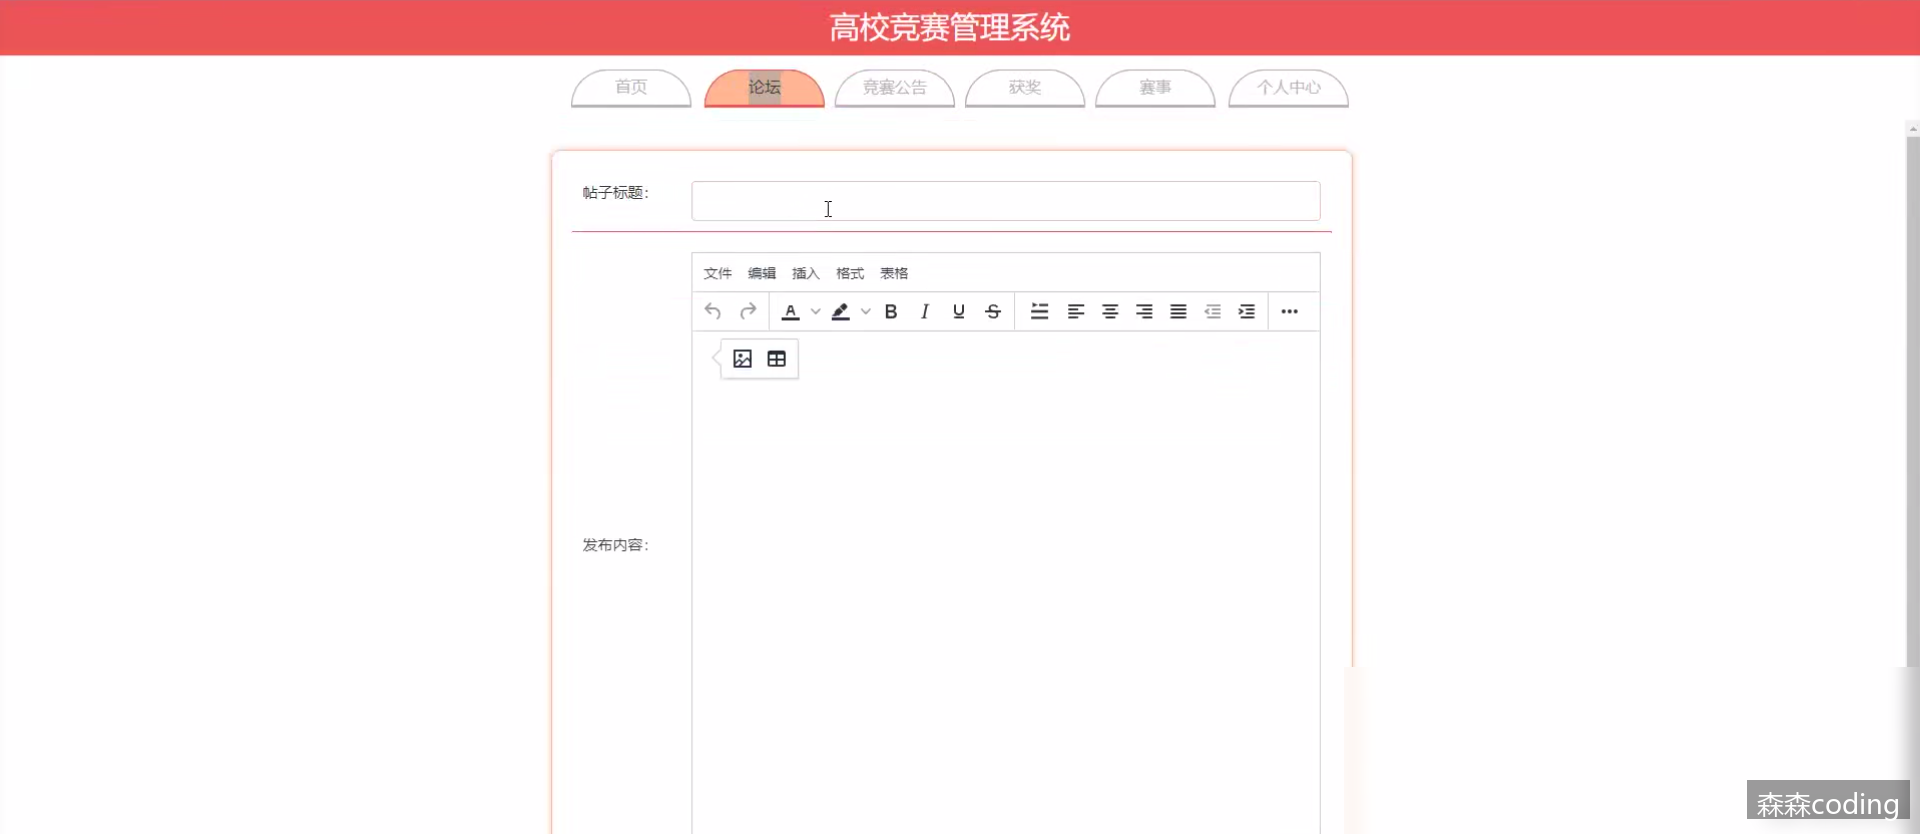 高校竞赛管理系统
首页 论坛 竞赛公告 获奖 赛事 个人中心
帖子标题：
文件 编辑 插入 格式 表格
发布内容：
森森coding